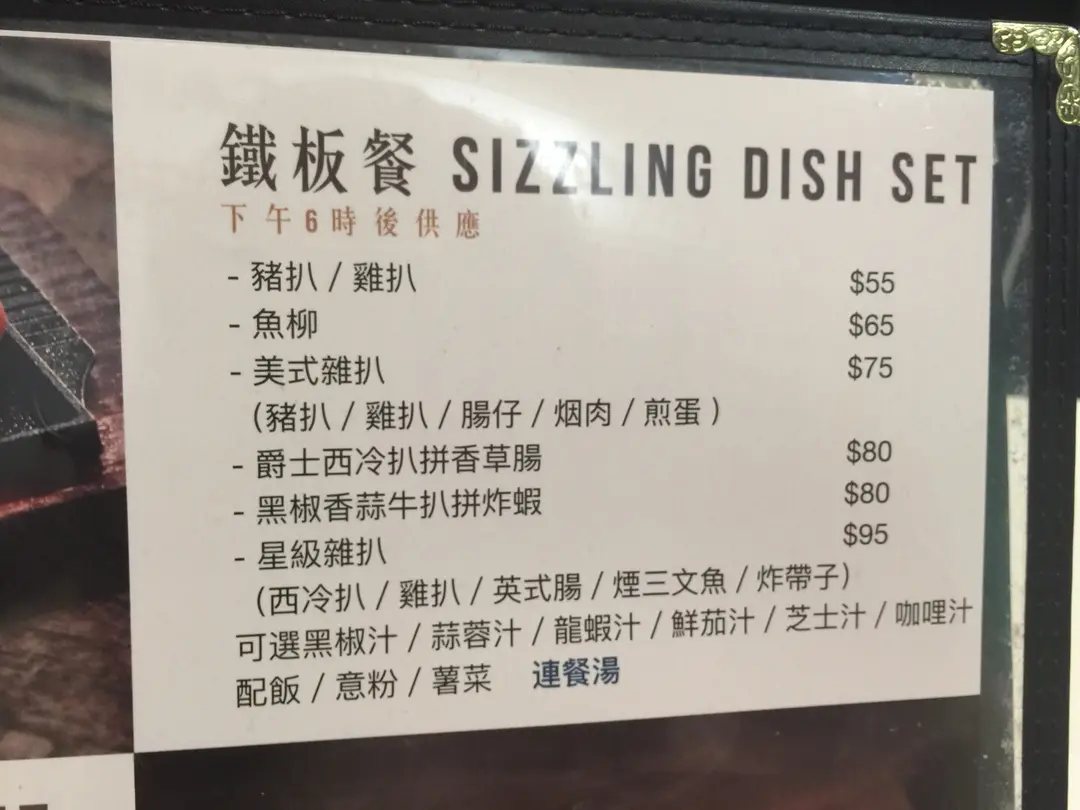 鐵板餐 SIZZLING DISH SET
下午6時後供應
- 豬扒 / 雞扒 $55
- 魚柳 $65
- 美式雜扒 $75
(豬扒 / 雞扒 / 腸仔 / 烟肉 / 煎蛋 )
- 爵士西冷扒拼香草腸 $80
- 黑椒香蒜牛扒拼炸蝦 $80
- 星級雜扒 $95
(西冷扒 / 雞扒 / 英式腸 / 煙三文魚 / 炸帶子)
可選黑椒汁 / 蒜蓉汁 / 龍蝦汁 / 鮮茄汁 / 芝士汁 / 咖哩汁
配飯 / 意粉 / 薯菜 連餐湯